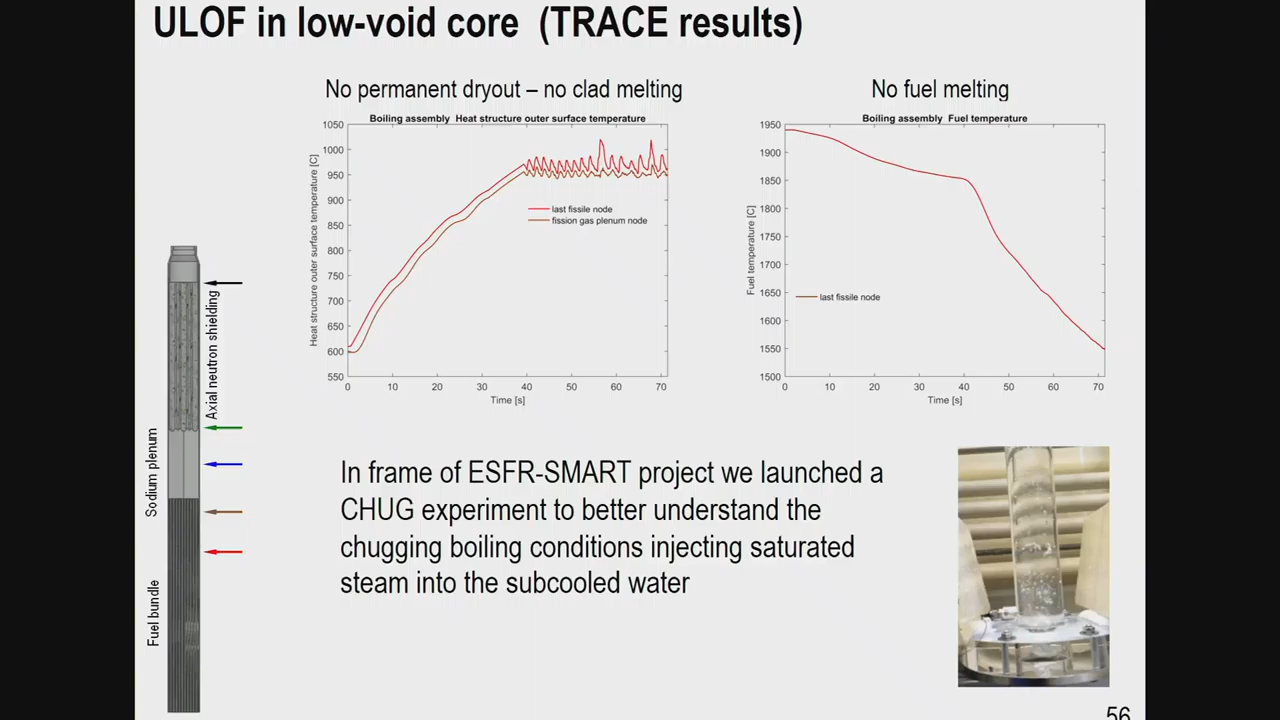 ULOF in low-void core (TRACE results)
No permanent dryout – no clad melting
No fuel melting
Boiling assembly Heat structure outer surface temperature
Heat structure outer surface temperature [C]
1050
1000
950
900
850
800
750
700
650
600
550
0
10
20
30
40
50
60
70
Time [s]
last fissile node
fission gas plenum node
Boiling assembly Fuel temperature
Fuel temperature [C]
1950
1900
1850
1800
1750
1700
1650
1600
1550
1500
0
10
20
30
40
50
60
70
Time [s]
last fissile node
Axial neutron shielding
Sodium plenum
Fuel bundle
In frame of ESFR-SMART project we launched a
CHUG experiment to better understand the
chugging boiling conditions injecting saturated
steam into the subcooled water
56